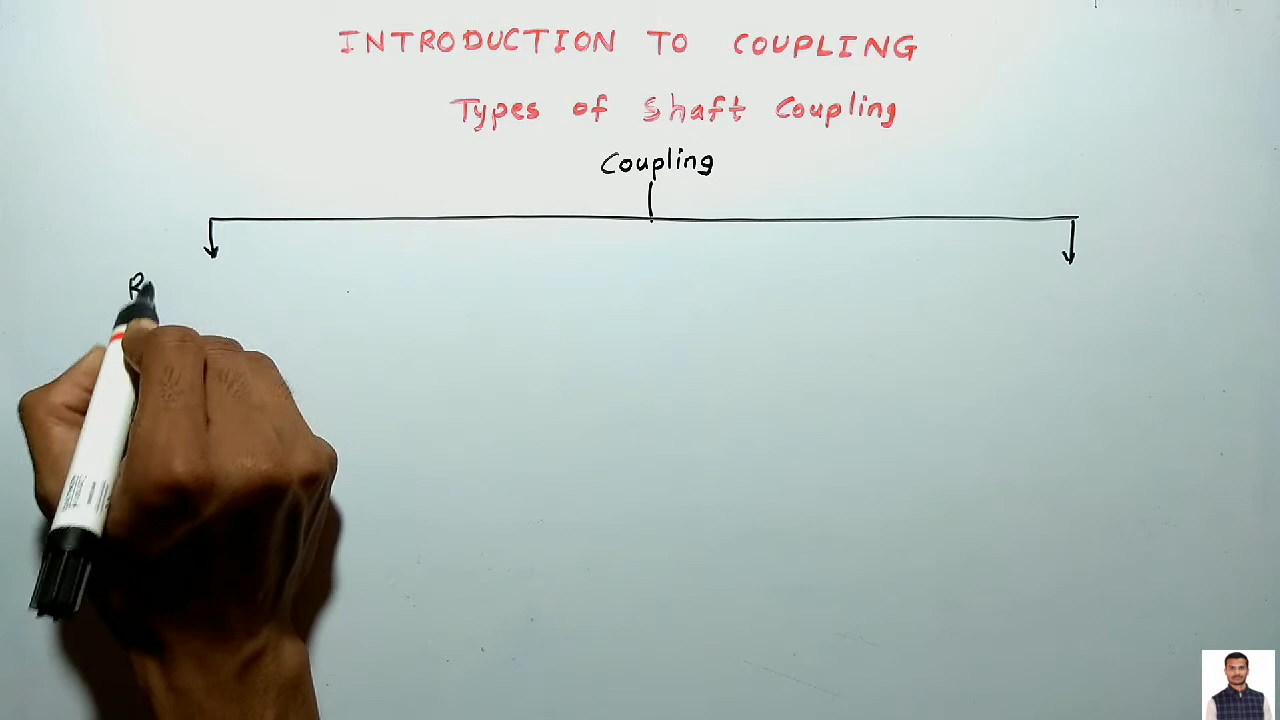 INTRODUCTION TO COUPLING
Types of Shaft Coupling
Coupling
R